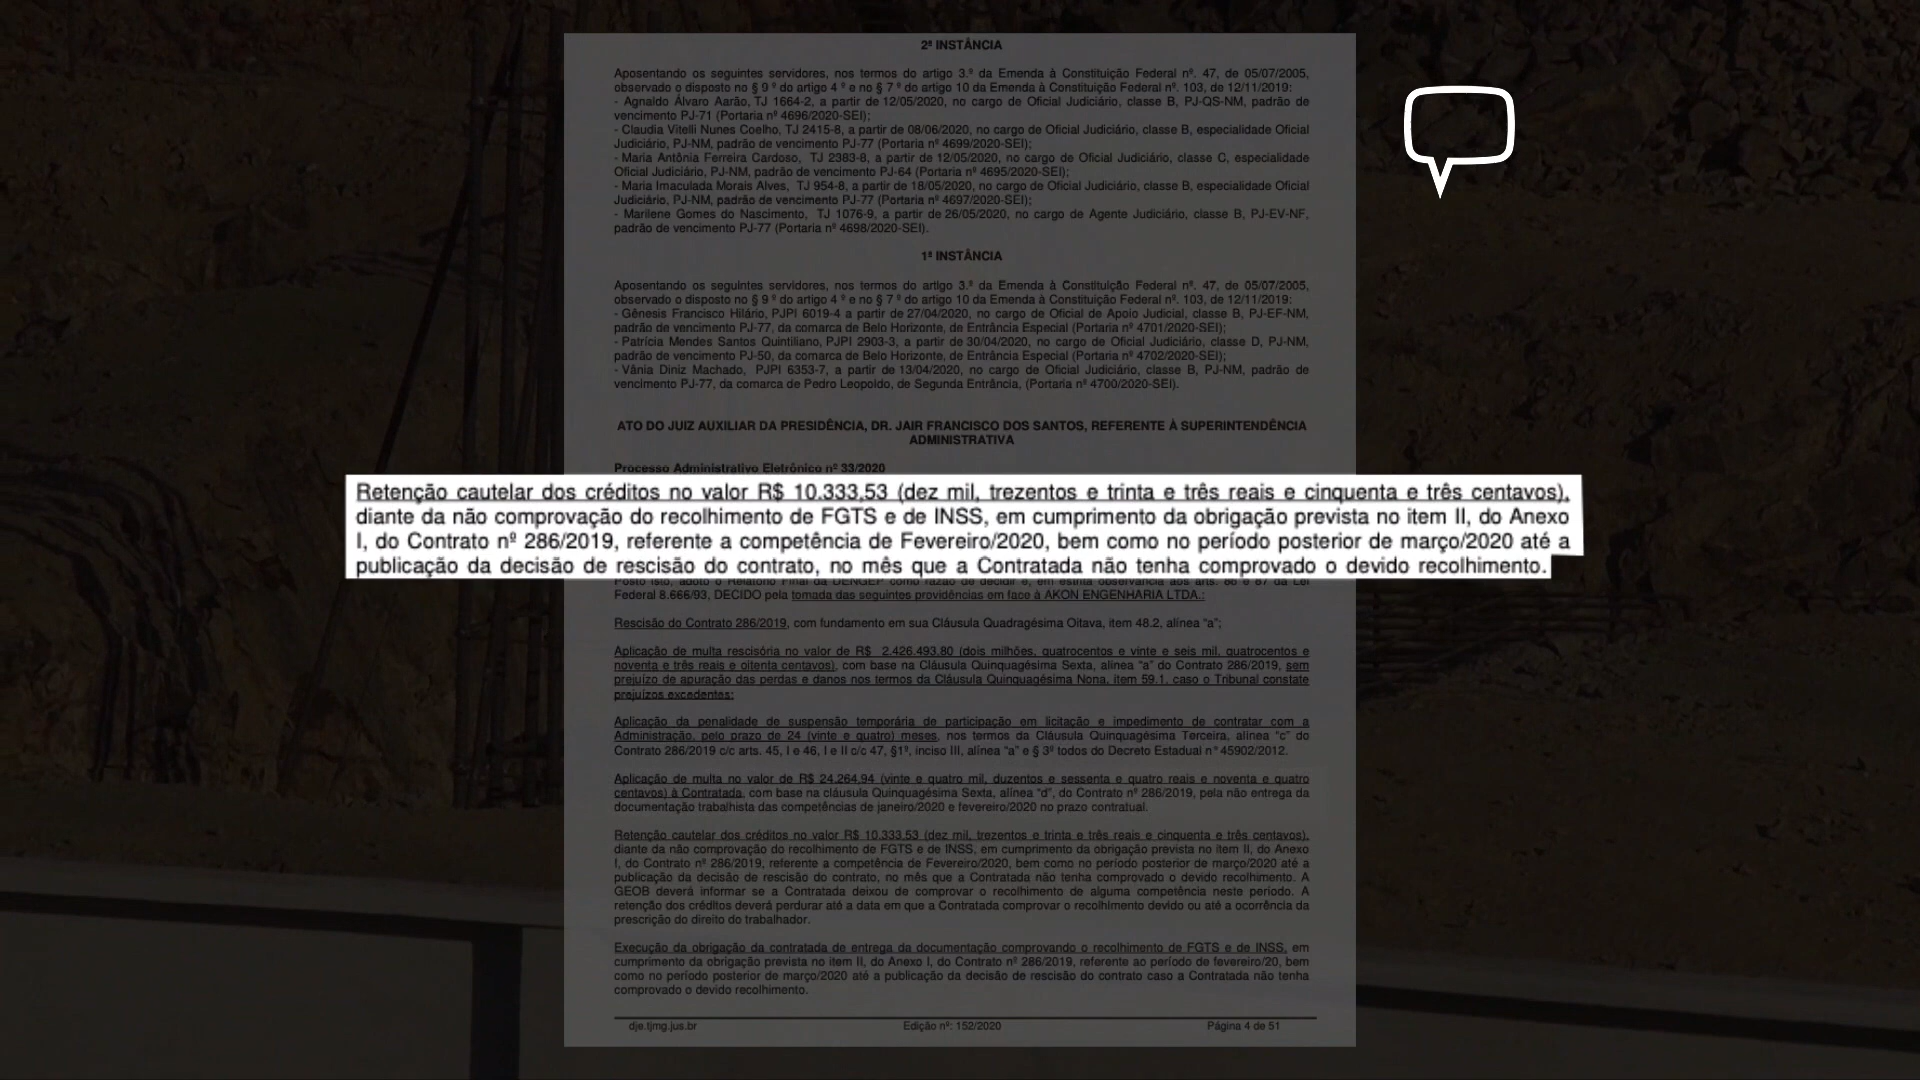 2ª INSTÂNCIA
Aposentando os seguintes servidores, nos termos do artigo 3.º da Emenda à Constituição Federal nº. 47, de 05/07/2005,
observado o disposto no § 9 º do artigo 4 º e no § 7 º do artigo 10 da Emenda à Constituição Federal nº. 103, de 12/11/2019:
- Agnaldo Álvaro Aarão, TJ 1664-2, a partir de 12/05/2020, no cargo de Oficial Judiciário, classe B, PJ-QS-NM, padrão de
vencimento PJ-71 (Portaria nº 4696/2020-SEI);
- Claudia Vitelli Nunes Coelho, TJ 2415-8, a partir de 08/06/2020, no cargo de Oficial Judiciário, classe B, especialidade Oficial
Judiciário, PJ-NM, padrão de vencimento PJ-77 (Portaria nº 4699/2020-SEI);
- Maria Antônia Ferreira Cardoso, TJ 2383-8, a partir de 12/05/2020, no cargo de Oficial Judiciário, classe C, especialidade
Oficial Judiciário, PJ-NM, padrão de vencimento PJ-64 (Portaria nº 4695/2020-SEI);
- Maria Imaculada Morais Alves, TJ 954-8, a partir de 18/05/2020, no cargo de Oficial Judiciário, classe B, especialidade Oficial
Judiciário, PJ-NM, padrão de vencimento PJ-77 (Portaria nº 4697/2020-SEI);
- Marilene Gomes do Nascimento, TJ 1076-9, a partir de 26/05/2020, no cargo de Agente Judiciário, classe B, PJ-EV-NF,
padrão de vencimento PJ-77 (Portaria nº 4698/2020-SEI).
1ª INSTÂNCIA
Aposentando os seguintes servidores, nos termos do artigo 3.º da Emenda à Constituição Federal nº. 47, de 05/07/2005,
observado o disposto no § 9 º do artigo 4 º e no § 7 º do artigo 10 da Emenda à Constituição Federal nº. 103, de 12/11/2019:
- Gênesis Francisco Hilário, PJPI 6019-4 a partir de 27/04/2020, no cargo de Oficial de Apoio Judicial, classe B, PJ-EF-NM,
padrão de vencimento PJ-77, da comarca de Belo Horizonte, de Entrância Especial (Portaria nº 4701/2020-SEI);
- Patrícia Mendes Santos Quintiliano, PJPI 2903-3, a partir de 30/04/2020, no cargo de Oficial Judiciário, classe D, PJ-NM,
padrão de vencimento PJ-50, da comarca de Belo Horizonte, de Entrância Especial (Portaria nº 4702/2020-SEI);
- Vânia Diniz Machado, PJPI 6353-7, a partir de 13/04/2020, no cargo de Oficial Judiciário, classe B, PJ-NM, padrão de
vencimento PJ-77, da comarca de Pedro Leopoldo, de Segunda Entrância, (Portaria nº 4700/2020-SEI).
ATO DO JUIZ AUXILIAR DA PRESIDÊNCIA, DR. JAIR FRANCISCO DOS SANTOS, REFERENTE À SUPERINTENDÊNCIA
ADMINISTRATIVA
Processo Administrativo Eletrônico nº 33/2020
Retenção cautelar dos créditos no valor R$ 10.333,53 (dez mil, trezentos e trinta e três reais e cinquenta e três centavos),
diante da não comprovação do recolhimento de FGTS e de INSS, em cumprimento da obrigação prevista no item II, do Anexo
I, do Contrato nº 286/2019, referente a competência de Fevereiro/2020, bem como no período posterior de março/2020 até a
publicação da decisão de rescisão do contrato, no mês que a Contratada não tenha comprovado o devido recolhimento.
Posto isto, adoto o Relatório Final da DENGEP como razão de decidir e, em estrita observância aos arts. 86 e 87 da Lei
Federal 8.666/93, DECIDO pela tomada das seguintes providências em face à AKON ENGENHARIA LTDA.:
Rescisão do Contrato 286/2019, com fundamento em sua Cláusula Quadragésima Oitava, item 48.2, alínea “a”;
Aplicação de multa rescisória no valor de R$ 2.426.493,80 (dois milhões, quatrocentos e vinte e seis mil, quatrocentos e
noventa e três reais e oitenta centavos), com base na Cláusula Quinquagésima Sexta, alínea “a” do Contrato 286/2019, sem
prejuízo de apuração das perdas e danos nos termos da Cláusula Quinquagésima Nona, item 59.1, caso o Tribunal constate
prejuízos excedentes;
Aplicação da penalidade de suspensão temporária de participação em licitação e impedimento de contratar com a
Administração, pelo prazo de 24 (vinte e quatro) meses, nos termos da Cláusula Quinquagésima Terceira, alínea “c” do
Contrato 286/2019 c/c arts. 45, I e 46, I e II c/c 47, §1º, inciso III, alínea “a” e § 3º todos do Decreto Estadual n° 45902/2012.
Aplicação de multa no valor de R$ 24.264,94 (vinte e quatro mil, duzentos e sessenta e quatro reais e noventa e quatro
centavos) à Contratada, com base na cláusula Quinquagésima Sexta, alínea “d”, do Contrato nº 286/2019, pela não entrega da
documentação trabalhista das competências de janeiro/2020 e fevereiro/2020 no prazo contratual.
Retenção cautelar dos créditos no valor R$ 10.333,53 (dez mil, trezentos e trinta e três reais e cinquenta e três centavos),
diante da não comprovação do recolhimento de FGTS e de INSS, em cumprimento da obrigação prevista no item II, do Anexo
I, do Contrato nº 286/2019, referente a competência de Fevereiro/2020, bem como no período posterior de março/2020 até a
publicação da decisão de rescisão do contrato, no mês que a Contratada não tenha comprovado o devido recolhimento. A
GEOB deverá informar se a Contratada deixou de comprovar o recolhimento de alguma competência neste período. A
retenção dos créditos deverá perdurar até a data em que a Contratada comprovar o recolhimento devido ou até a ocorrência da
prescrição do direito do trabalhador.
Execução da obrigação da contratada de entrega da documentação comprovando o recolhimento de FGTS e de INSS, em
cumprimento da obrigação prevista no item II, do Anexo I, do Contrato nº 286/2019, referente ao período de fevereiro/20, bem
como no período posterior de março/2020 até a publicação da decisão de rescisão do contrato caso a Contratada não tenha
comprovado o devido recolhimento.
dje.tjmg.jus.br Edição nº: 152/2020 Página 4 de 51